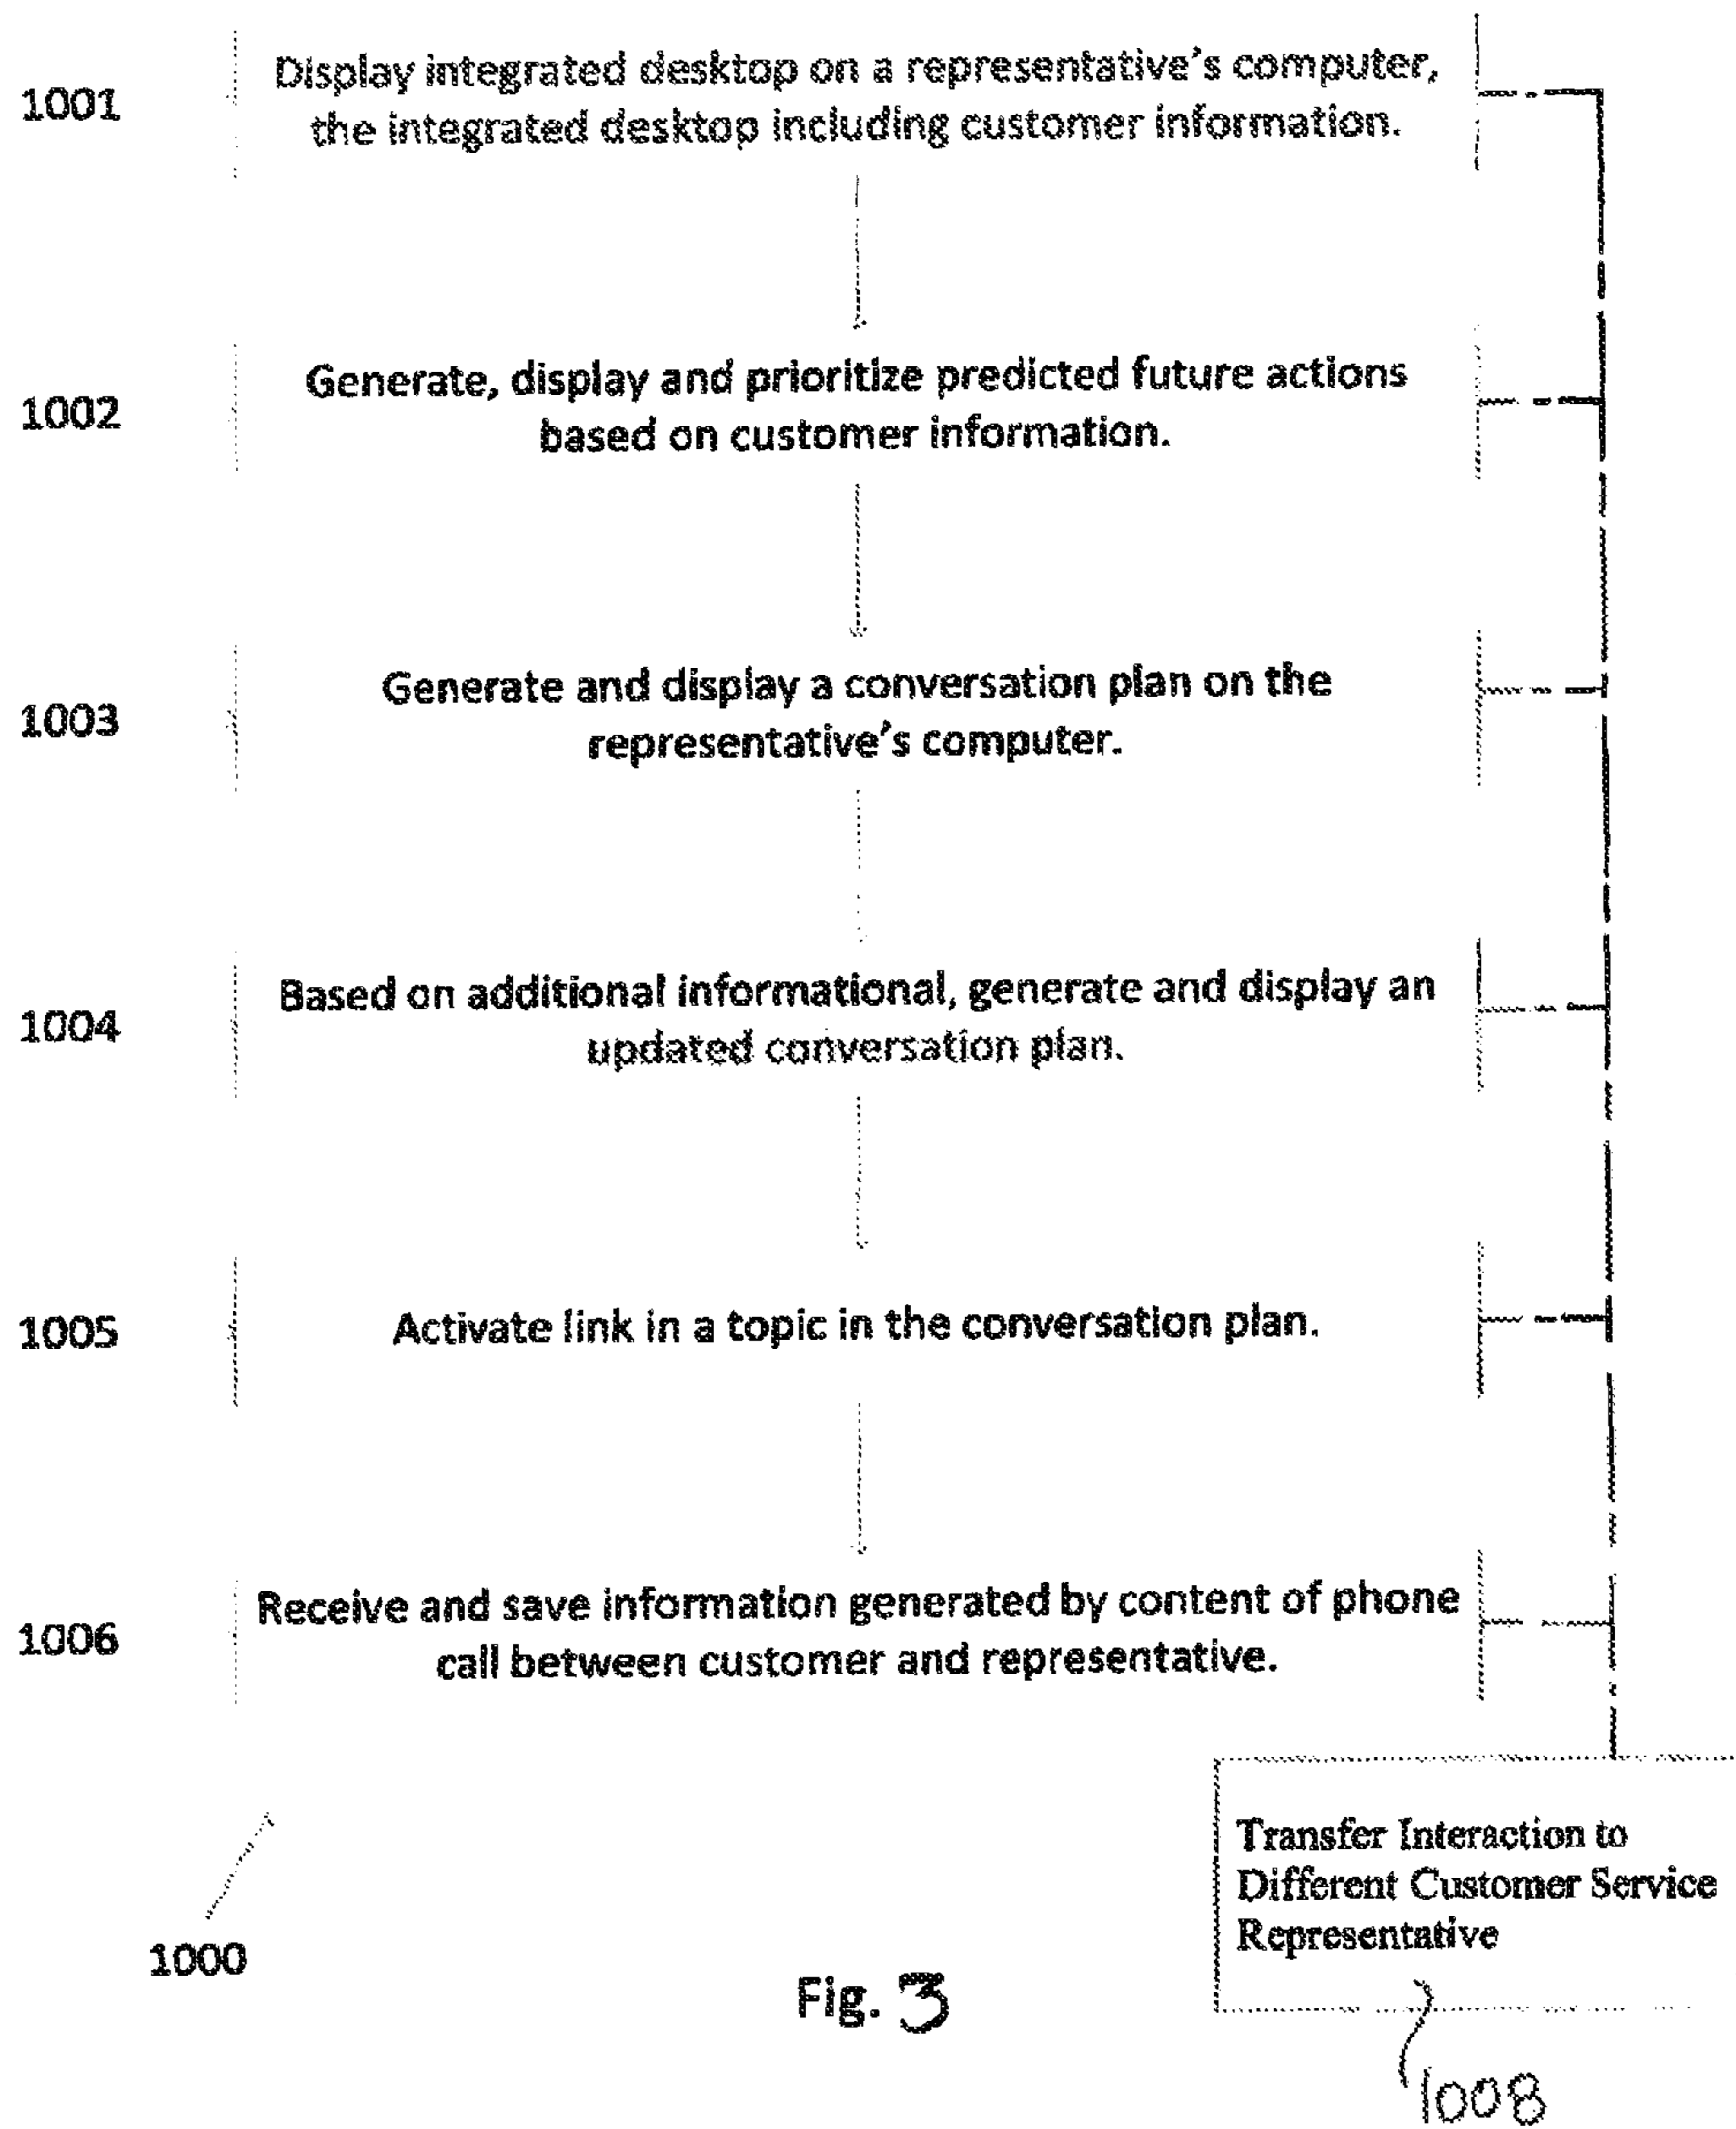 1001
Display integrated desktop on a representative's computer,
the integrated desktop including customer information.
1002
Generate, display and prioritize predicted future actions
based on customer information.
1003
Generate and display a conversation plan on the
representative's computer.
1004
Based on additional informational, generate and display an
updated conversation plan.
1005
Activate link in a topic in the conversation plan.
1006
Receive and save information generated by content of phone
call between customer and representative.
Transfer Interaction to
Different Customer Service
Representative
1000
Fig. 3
1008